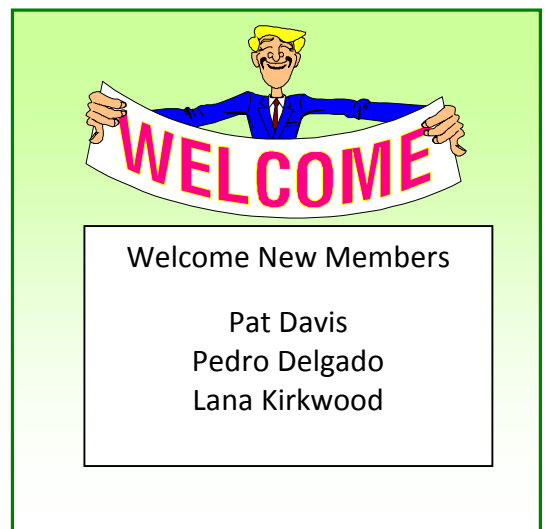 WELCOME
Welcome New Members
Pat Davis
Pedro Delgado
Lana Kirkwood